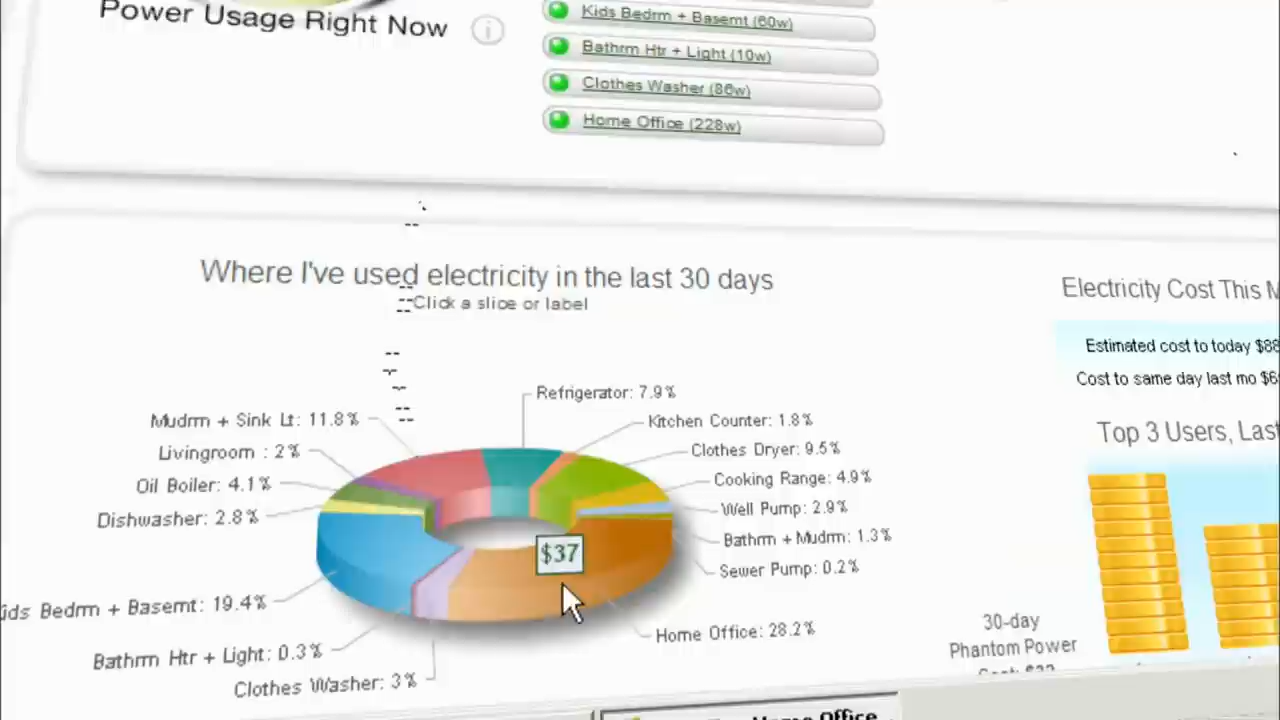 Power Usage Right Now
i
Kids Bedrm + Basemt (60w)
Bathrm Htr + Light (10w)
Clothes Washer (86w)
Home Office (228w)
Where I've used electricity in the last 30 days
Click a slice or label
Refrigerator: 7.9%
Mudrm + Sink Lt: 11.8%
Kitchen Counter: 1.8%
Livingroom : 2%
Clothes Dryer: 9.5%
Oil Boiler: 4.1%
Cooking Range: 4.9%
Dishwasher: 2.8%
Well Pump: 2.9%
Bathrm + Mudrm: 1.3%
Sewer Pump: 0.2%
$37
ids Bedrm + Basemt: 19.4%
Home Office: 28.2%
Bathrm Htr + Light: 0.3%
Clothes Washer: 3%
Electricity Cost This M
Estimated cost to today $88
Cost to same day last mo $6
Top 3 Users, Last
30-day
Phantom Power
Home Office